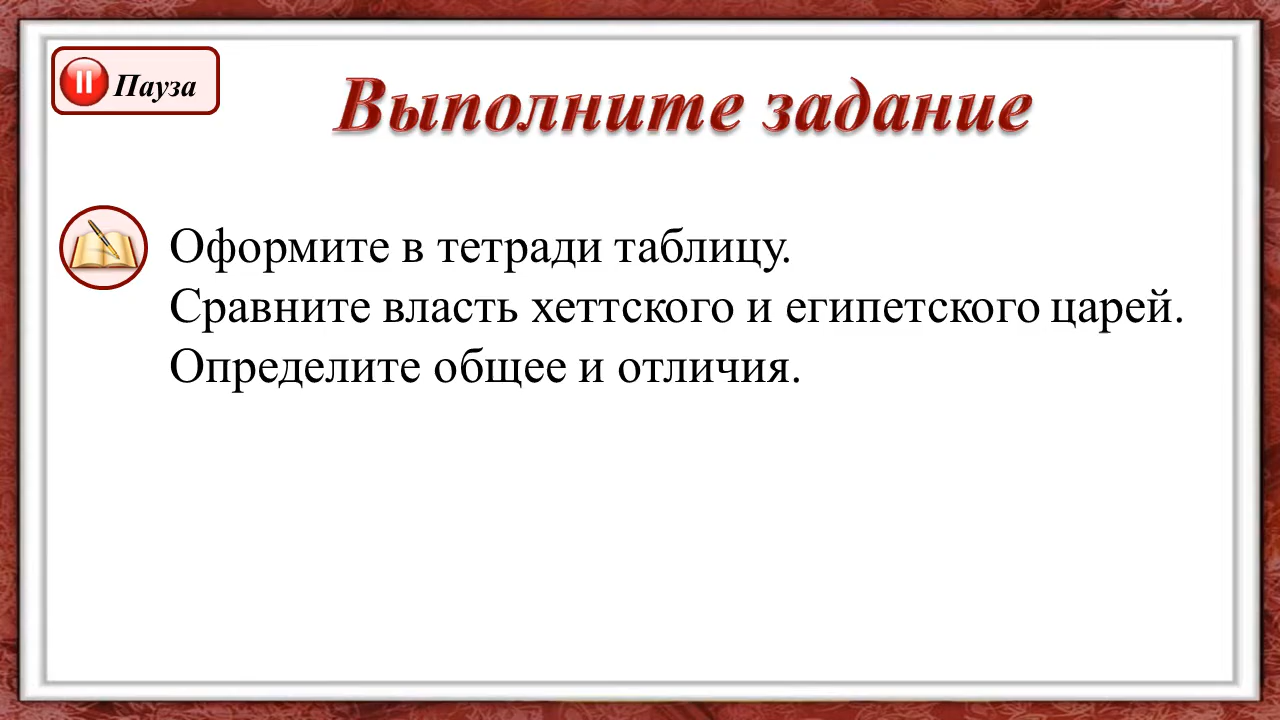 Пауза
Выполните задание
Оформите в тетради таблицу.
Сравните власть хеттского и египетского царей.
Определите общее и отличия.